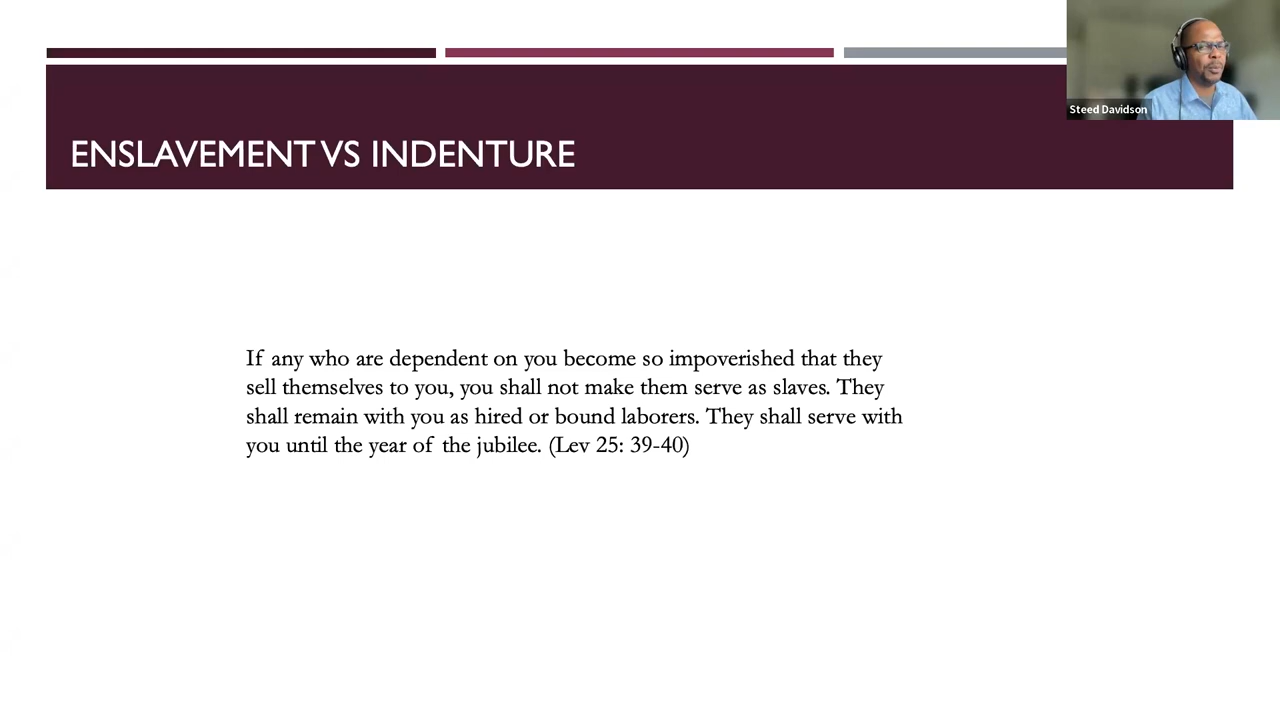 Steed Davidson
ENSLAVEMENT VS INDENTURE
If any who are dependent on you become so impoverished that they
sell themselves to you, you shall not make them serve as slaves. They
shall remain with you as hired or bound laborers. They shall serve with
you until the year of the jubilee. (Lev 25: 39-40)